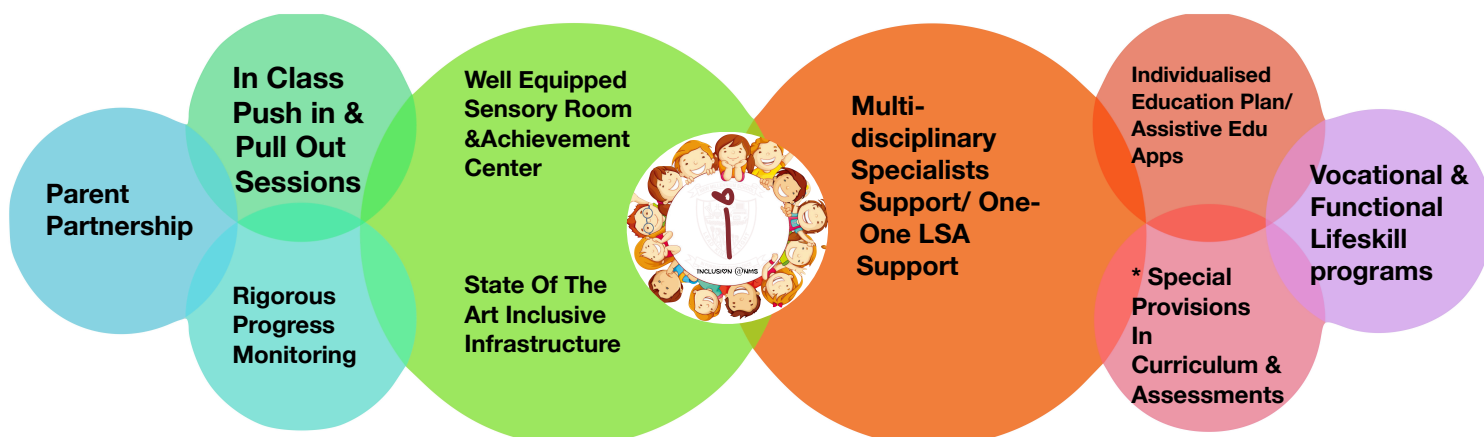 Parent
Partnership
In Class
Push in &
Pull Out
Sessions
Rigorous
Progress
Monitoring
Well Equipped
Sensory Room
&Achievement
Center
State Of The
Art Inclusive
Infrastructure
i
INCLUSION @NMS
Multi-
disciplinary
Specialists
Support/ One-
One LSA
Support
Individualised
Education Plan/
Assistive Edu
Apps
* Special
Provisions
In
Curriculum &
Assessments
Vocational &
Functional
Lifeskill
programs